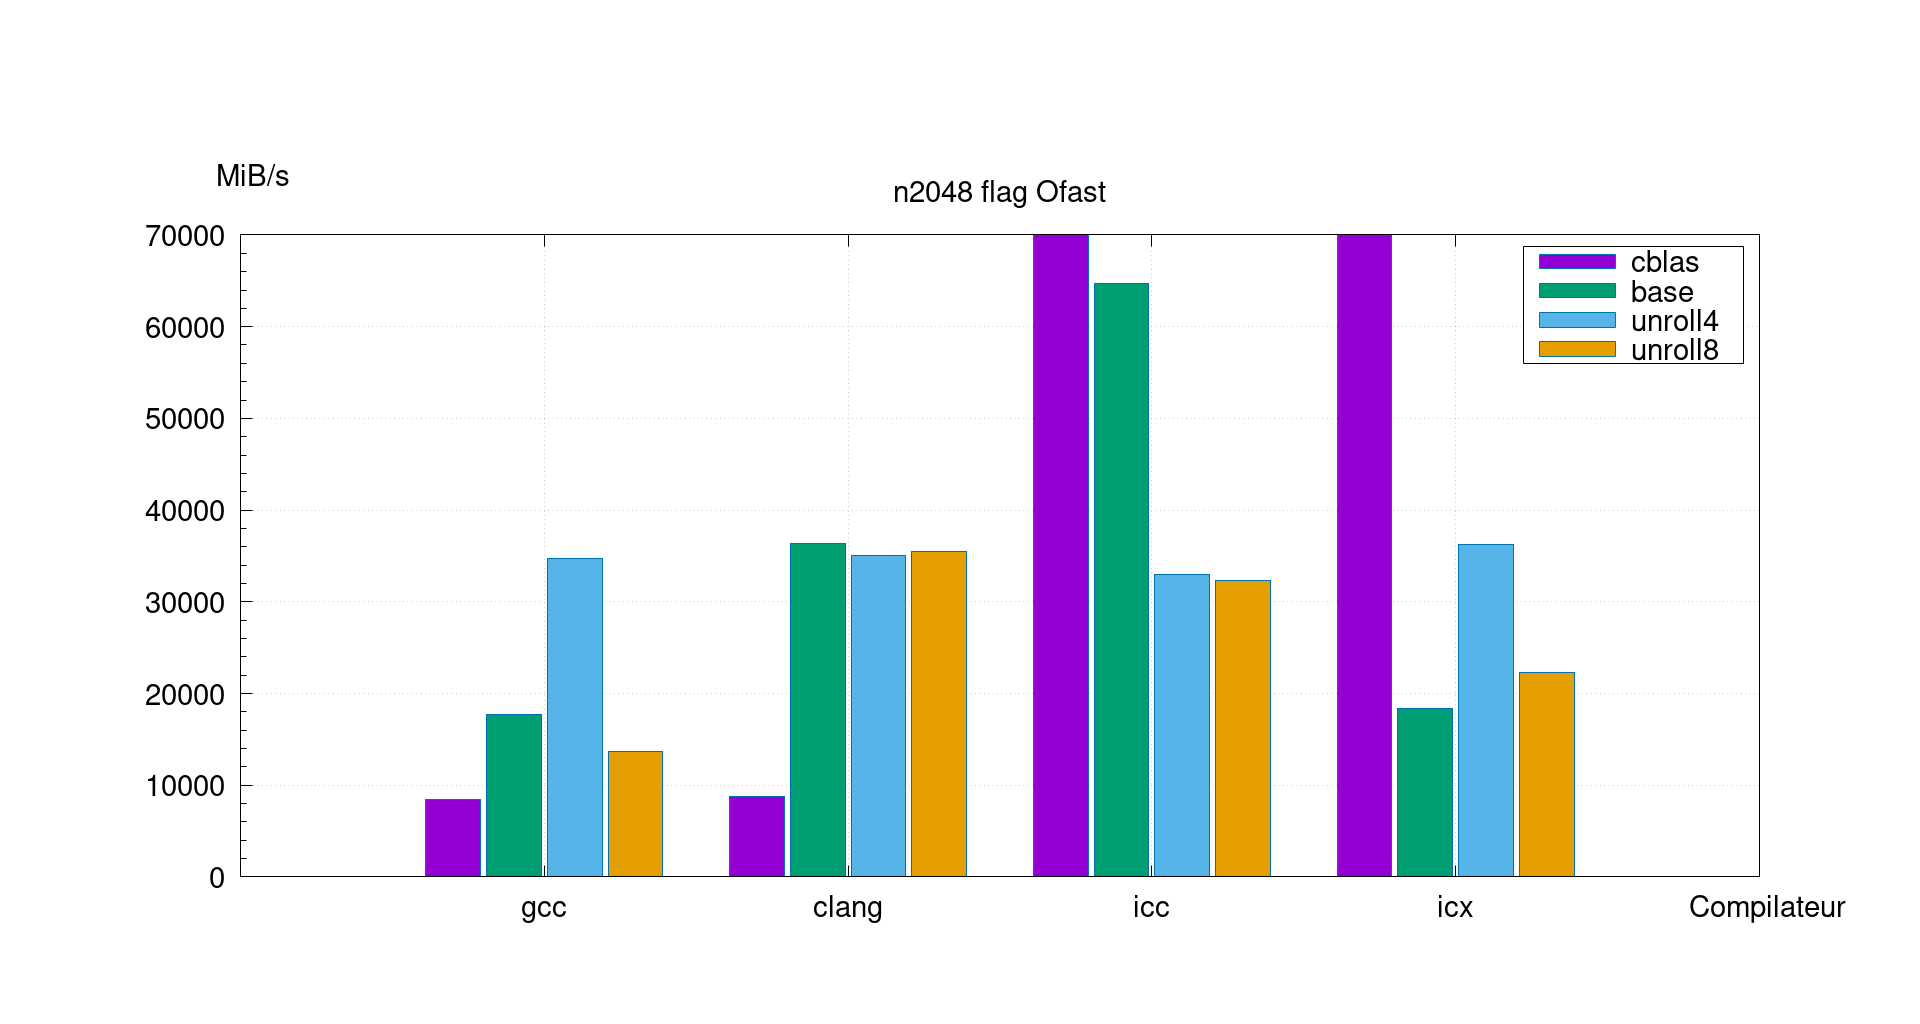 MiB/s
n2048 flag Ofast
70000
60000
50000
40000
30000
20000
10000
0
cblas
base
unroll4
unroll8
gcc clang icc icx Compilateur